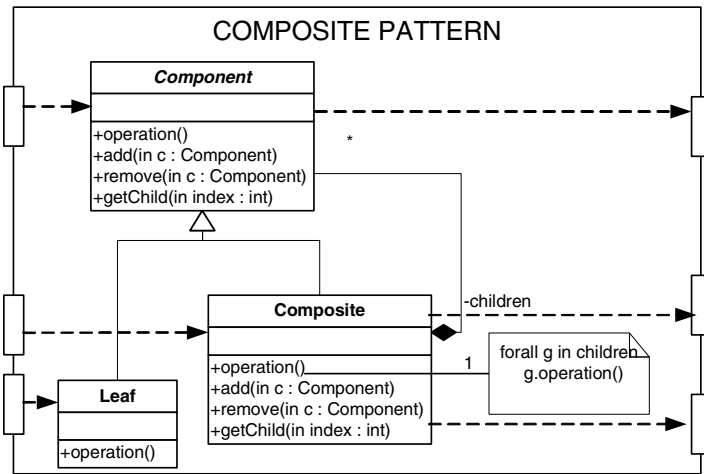 COMPOSITE PATTERN
Component
+operation()
+add(in c : Component)
+remove(in c : Component)
+getChild(in index : int)
*
Composite
-children
+operation()
+add(in c : Component)
+remove(in c : Component)
+getChild(in index : int)
1
forall g in children
g.operation()
Leaf
+operation()